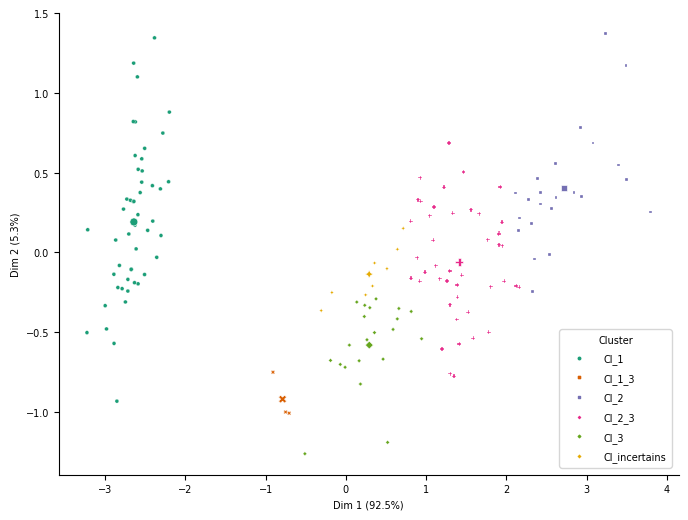 1.5
1.0
0.5
0.0
−0.5
−1.0
Dim 2 (5.3%)
−3
−2
−1
0
1
2
3
4
Dim 1 (92.5%)
Cluster
Cl_1
Cl_1_3
Cl_2
Cl_2_3
Cl_3
Cl_incertains